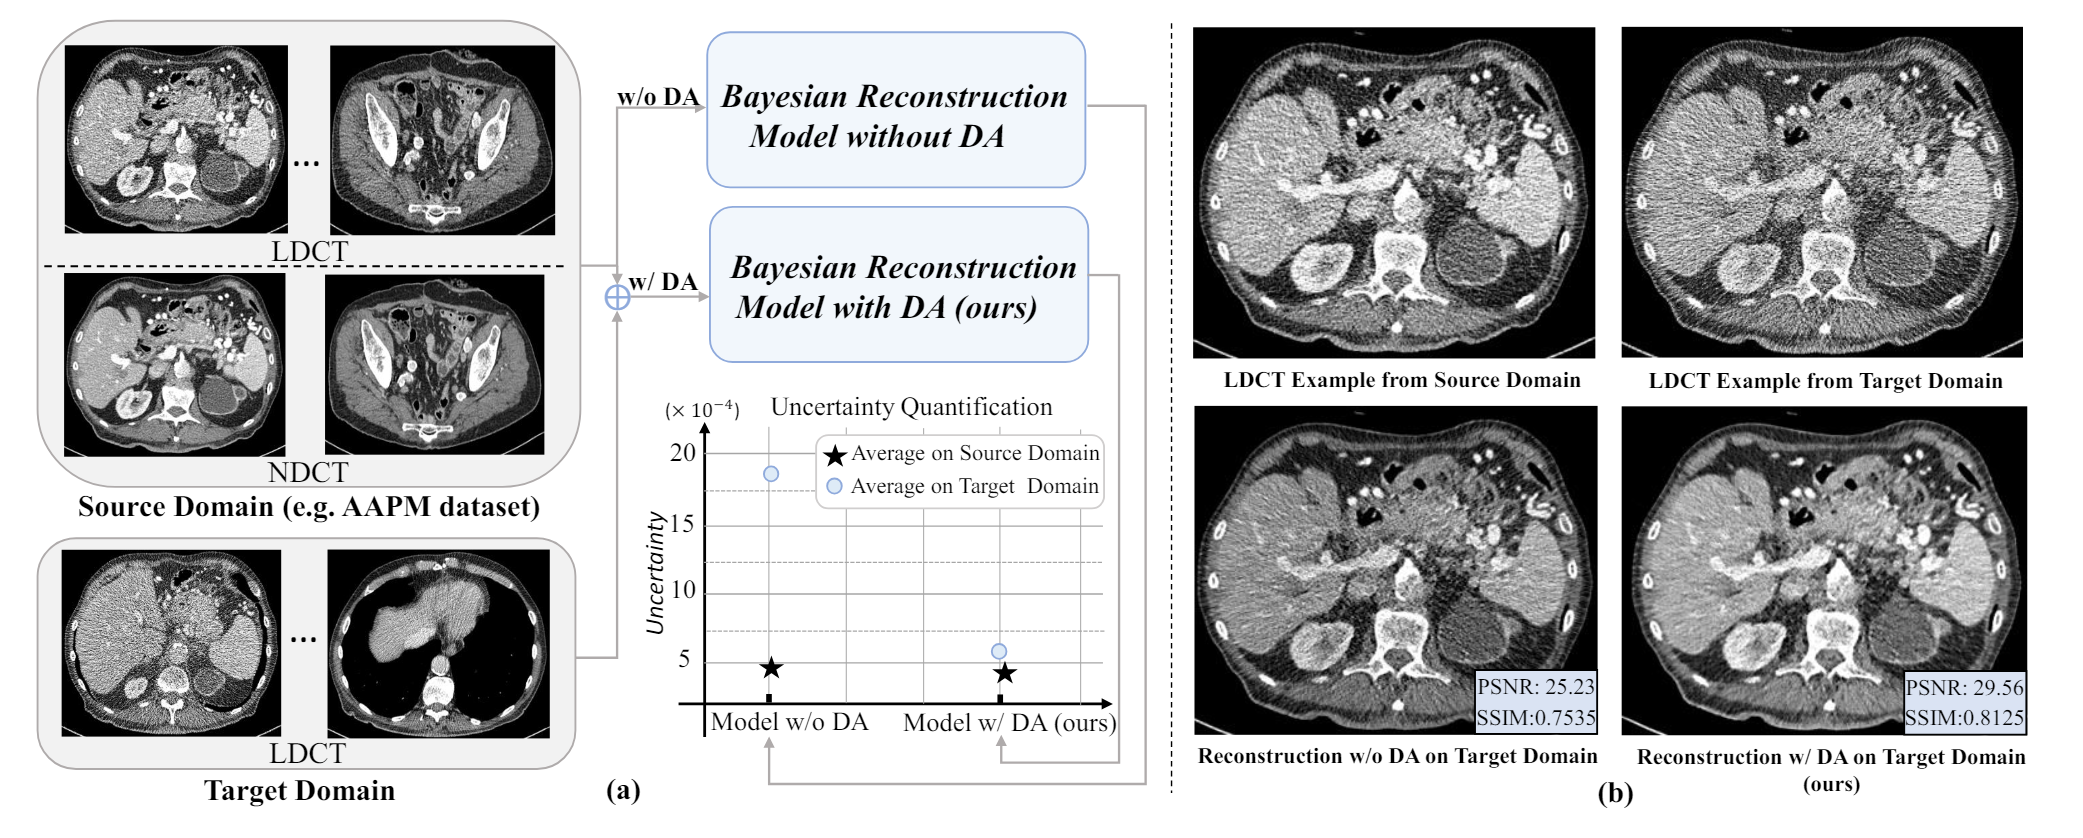 LDCT
NDCT
Source Domain (e.g. AAPM dataset)
LDCT
Target Domain
w/o DA
w/ DA
Bayesian Reconstruction
Model without DA
Bayesian Reconstruction
Model with DA (ours)
(× 10⁻⁴)
Uncertainty Quantification
Average on Source Domain
Average on Target Domain
20
15
10
5
Uncertainty
Model w/o DA
Model w/ DA (ours)
(a)
LDCT Example from Source Domain
LDCT Example from Target Domain
PSNR: 25.23
SSIM:0.7535
PSNR: 29.56
SSIM:0.8125
Reconstruction w/o DA on Target Domain
Reconstruction w/ DA on Target Domain
(ours)
(b)